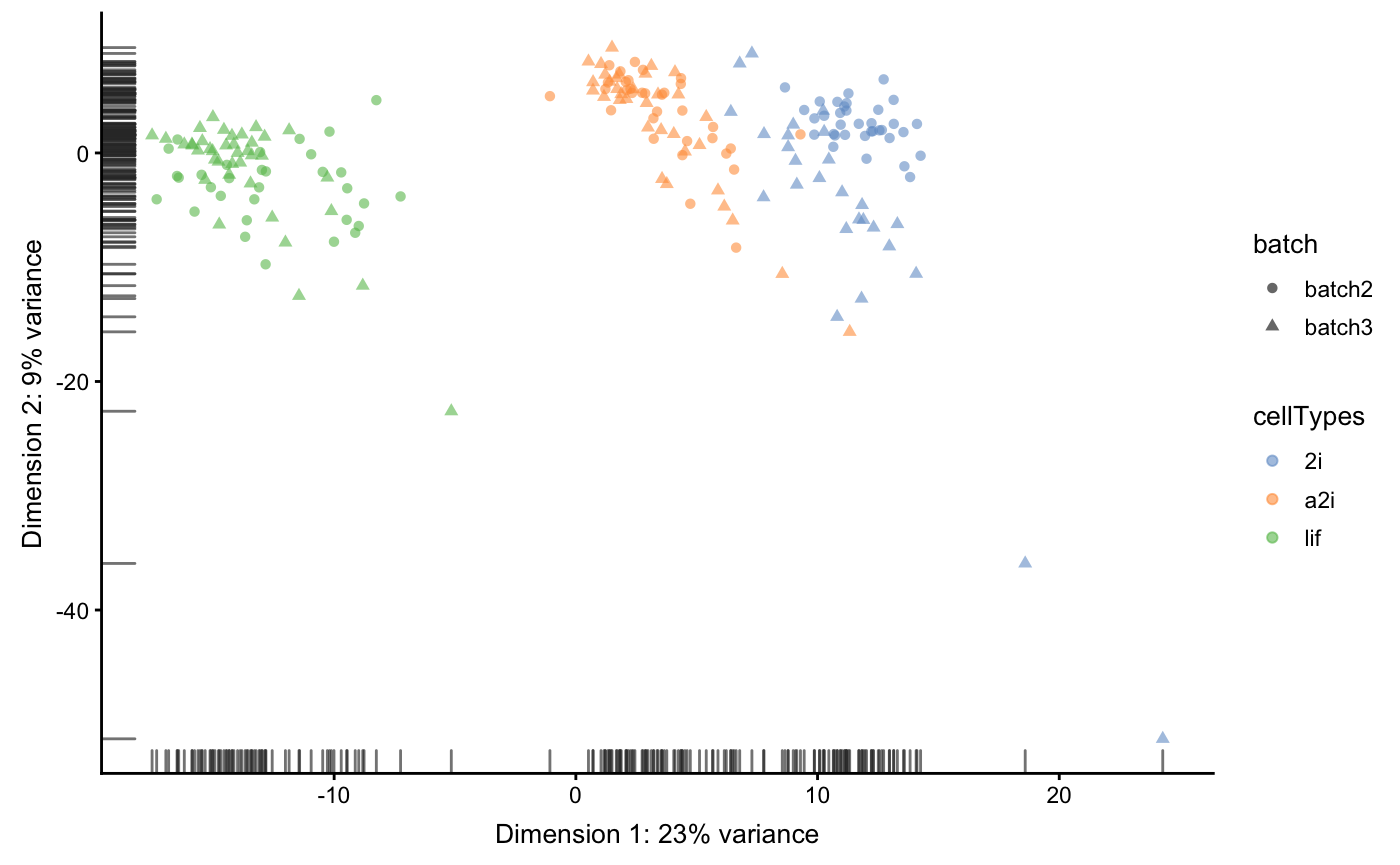 0
-20
-40
Dimension 2: 9% variance
-10
0
10
20
Dimension 1: 23% variance
batch
batch2
batch3
cellTypes
2i
a2i
lif